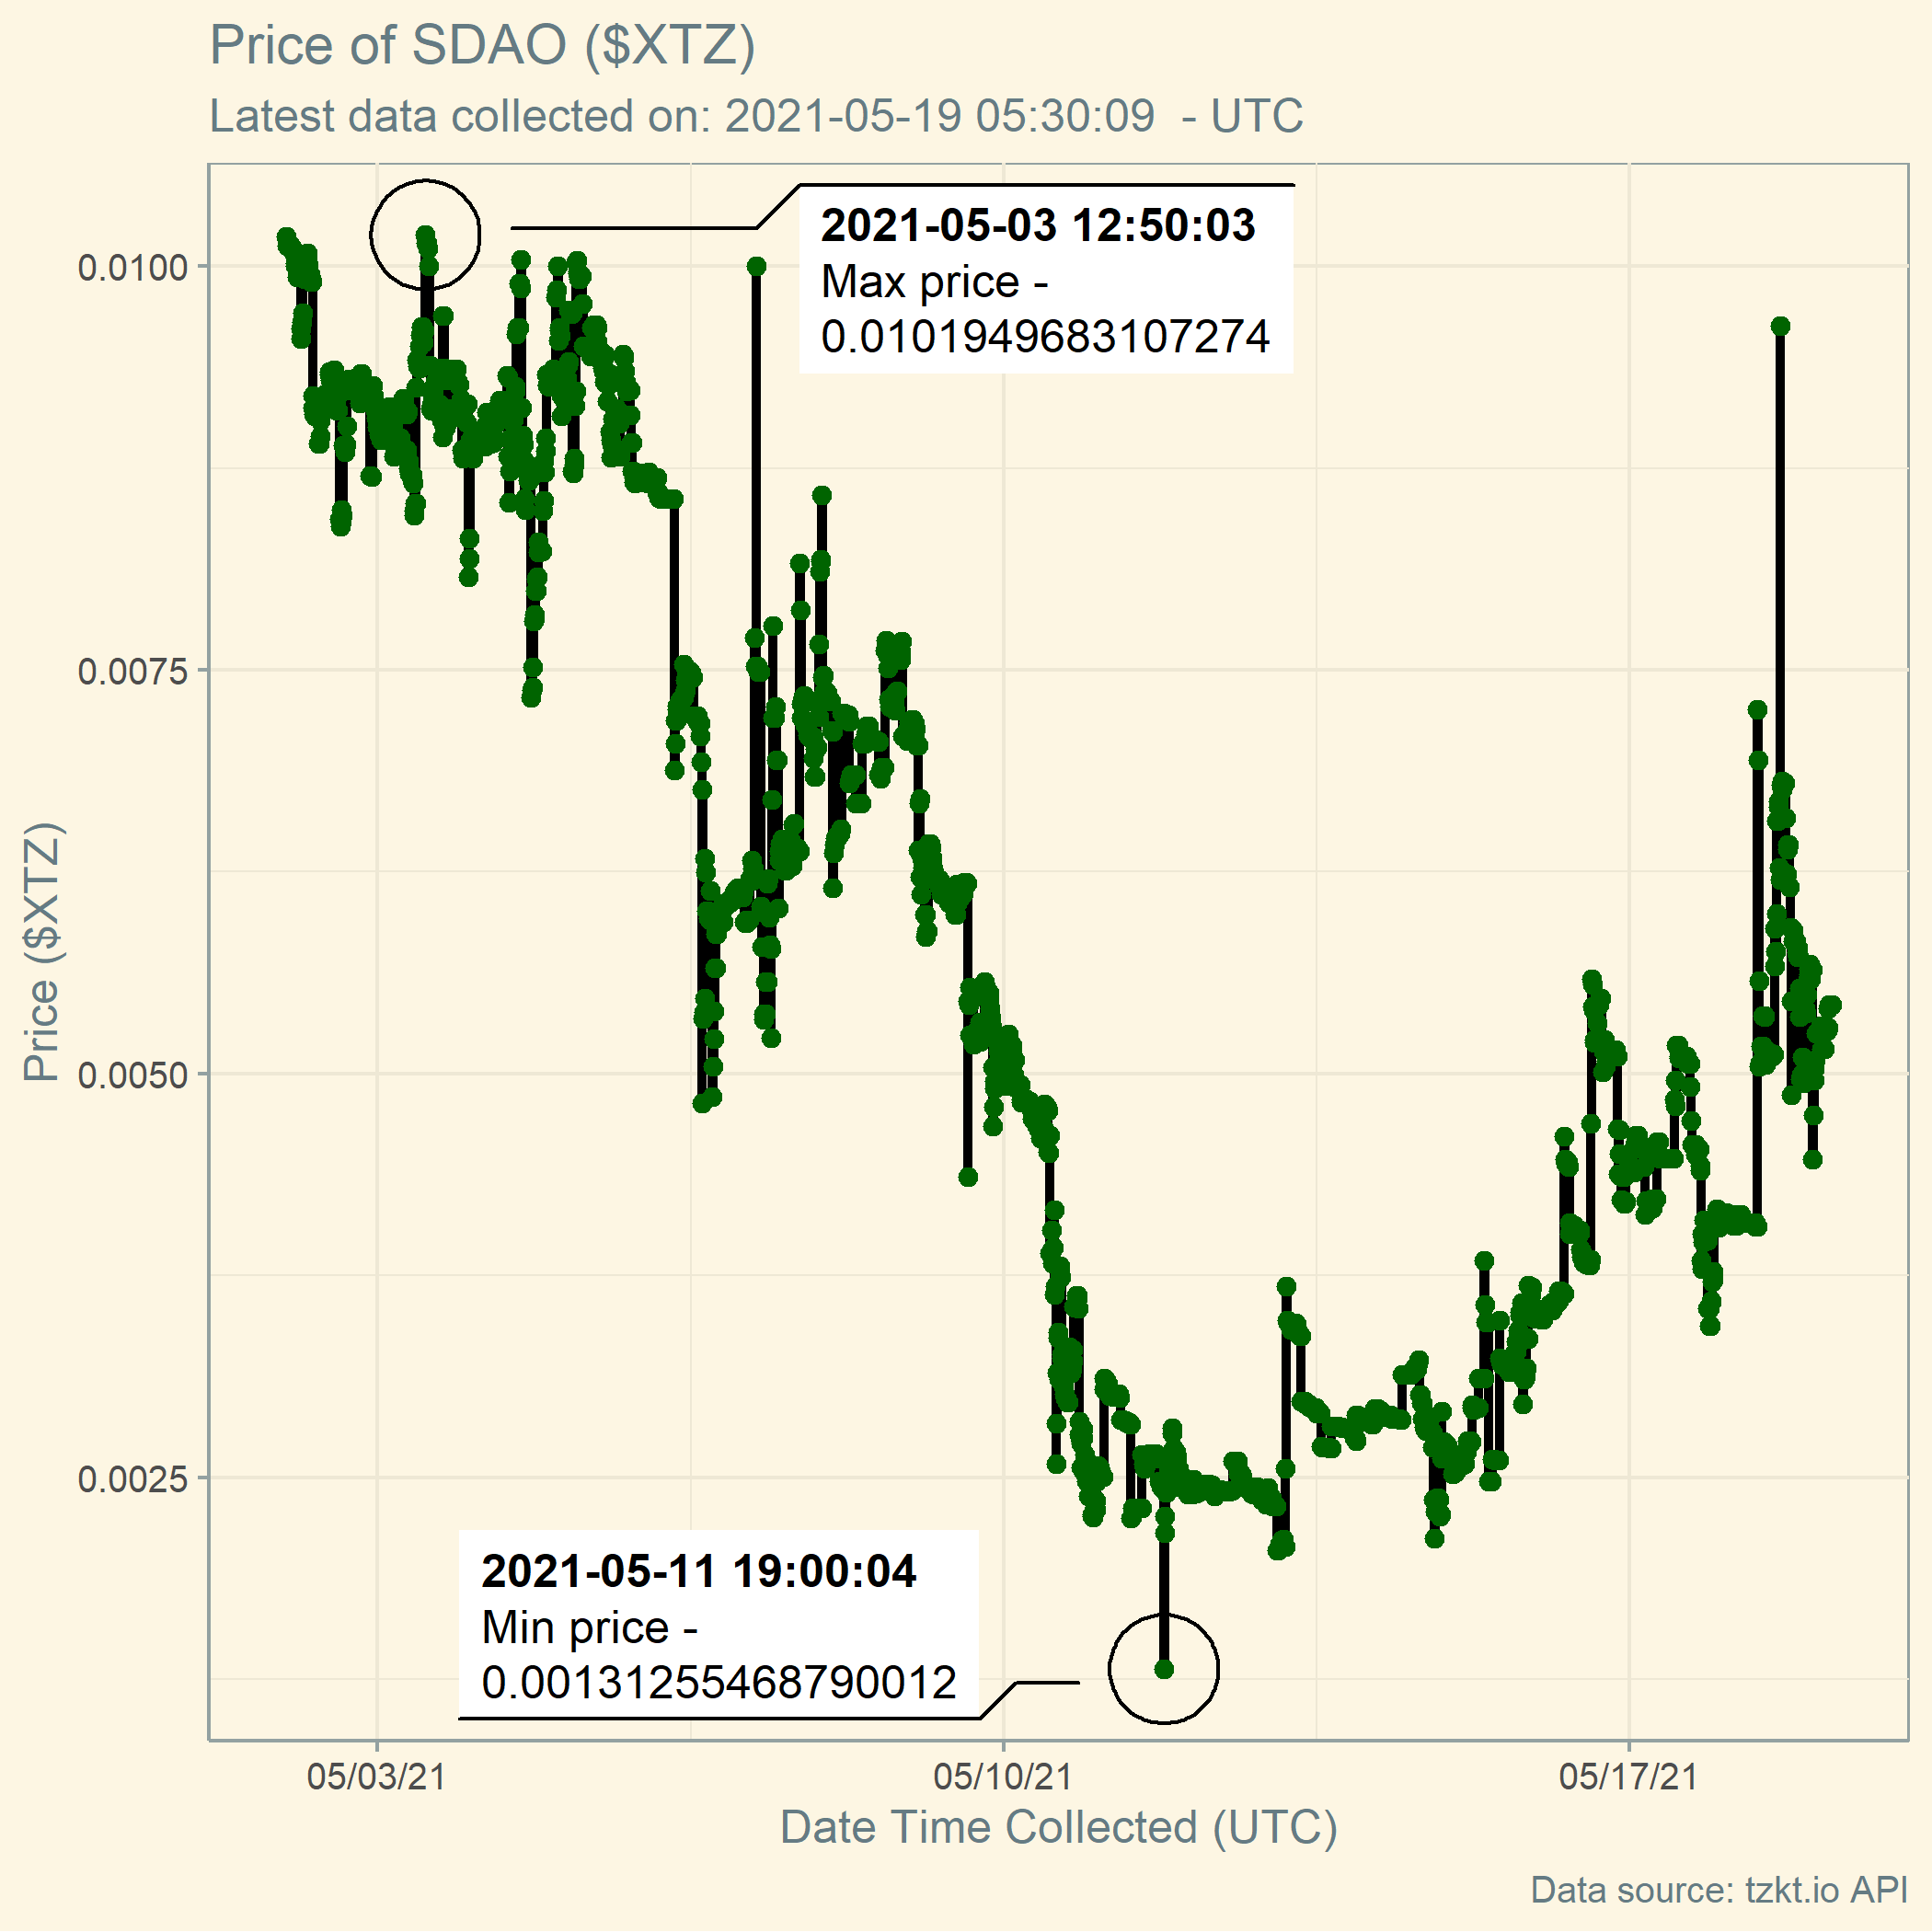 Price of SDAO ($XTZ)
Latest data collected on: 2021-05-19 05:30:09  - UTC
2021-05-03 12:50:03
Max price -
0.0101949683107274
0.0100
0.0075
0.0050
0.0025
Price ($XTZ)
2021-05-11 19:00:04
Min price -
0.00131255468790012
05/03/21
05/10/21
05/17/21
Date Time Collected (UTC)
Data source: tzkt.io API